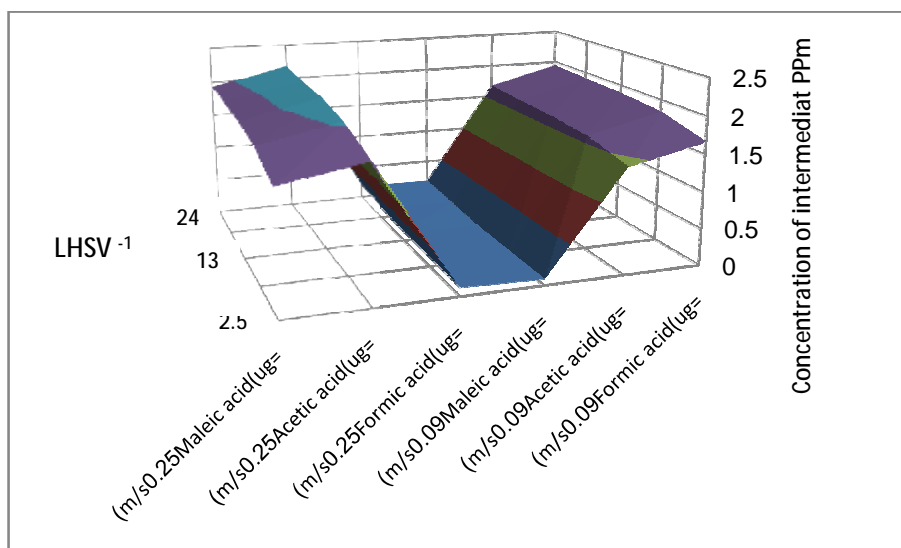 2.5
2
1.5
1
0.5
0
Concentration of intermediat PPm
24
13
2.5
LHSV -1
(m/s0.25Maleic acid(ug=
(m/s0.25Acetic acid(ug=
(m/s0.25Formic acid(ug=
(m/s0.09Maleic acid(ug=
(m/s0.09Acetic acid(ug=
(m/s0.09Formic acid(ug=